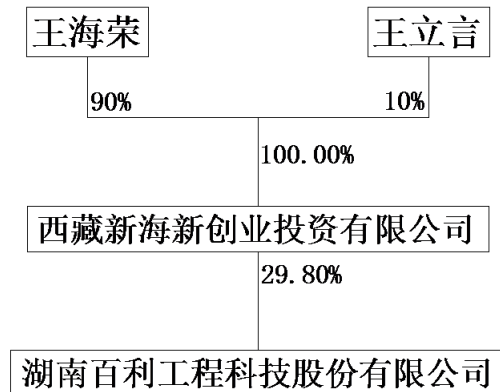 王海荣 王立言
90% 10%
100.00%
西藏新海新创业投资有限公司
29.80%
湖南百利工程科技股份有限公司